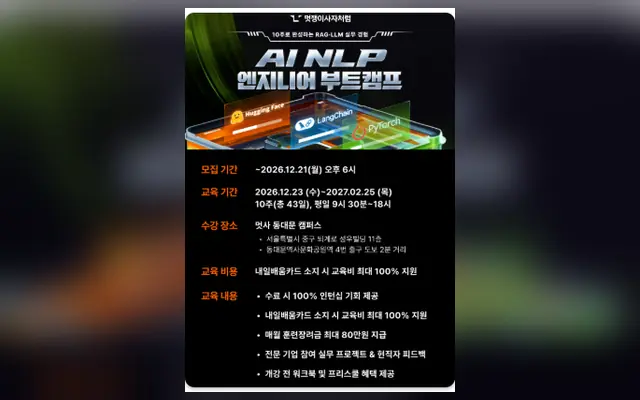 멋쟁이사자처럼
10주로 완성하는 RAG·LLM 실무 경험
AI NLP
엔지니어 부트캠프
Hugging Face
LangChain
PyTorch
모집 기간 ~2026.12.21(월) 오후 6시
교육 기간 2026.12.23 (수)~2027.02.25 (목)
10주(총 43일), 평일 9시 30분~18시
수강 장소 멋사 동대문 캠퍼스
• 서울특별시 중구 퇴계로 성우빌딩 11층
• 동대문역사문화공원역 4번 출구 도보 2분 거리
교육 비용 내일배움카드 소지 시 교육비 최대 100% 지원
교육 내용 • 수료 시 100% 인턴십 기회 제공
• 내일배움카드 소지 시 교육비 최대 100% 지원
• 매월 훈련장려금 최대 80만원 지급
• 전문 기업 참여 실무 프로젝트 & 현직자 피드백
• 개강 전 워크북 및 프리스쿨 혜택 제공